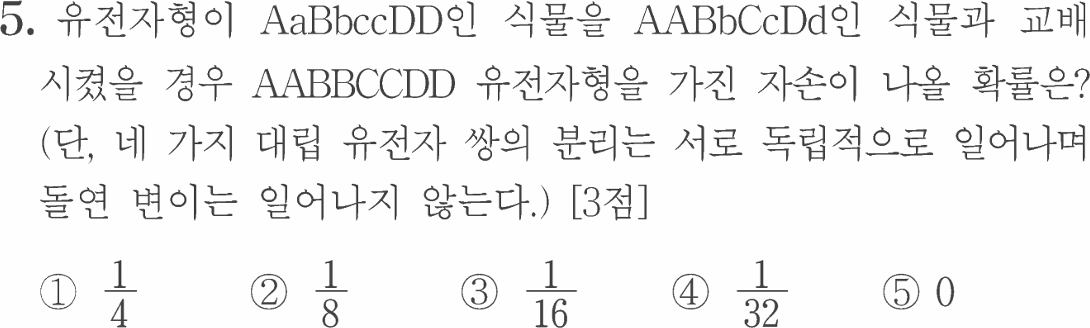 5. 유전자형이 AaBbccDD인 식물을 AABbCcDd인 식물과 교배
시켰을 경우 AABBCCDD 유전자형을 가진 자손이 나올 확률은?
(단, 네 가지 대립 유전자 쌍의 분리는 서로 독립적으로 일어나며
돌연 변이는 일어나지 않는다.) [3점]
① 1/4 ② 1/8 ③ 1/16 ④ 1/32 ⑤ 0